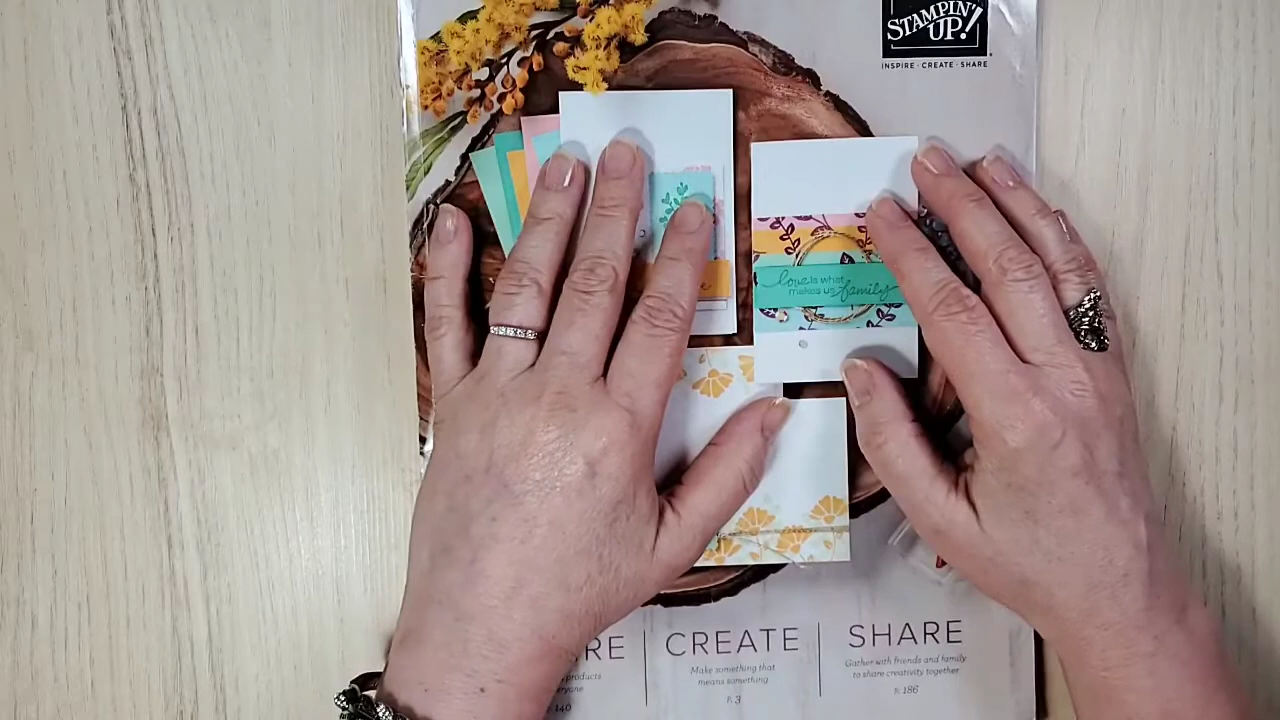 STAMPIN'
UP!
INSPIRE · CREATE · SHARE
love is what
makes us family
CREATE
Make something that
means something
P. 3
SHARE
Gather with friends and family
to share creativity together
P. 186
RE
products
140